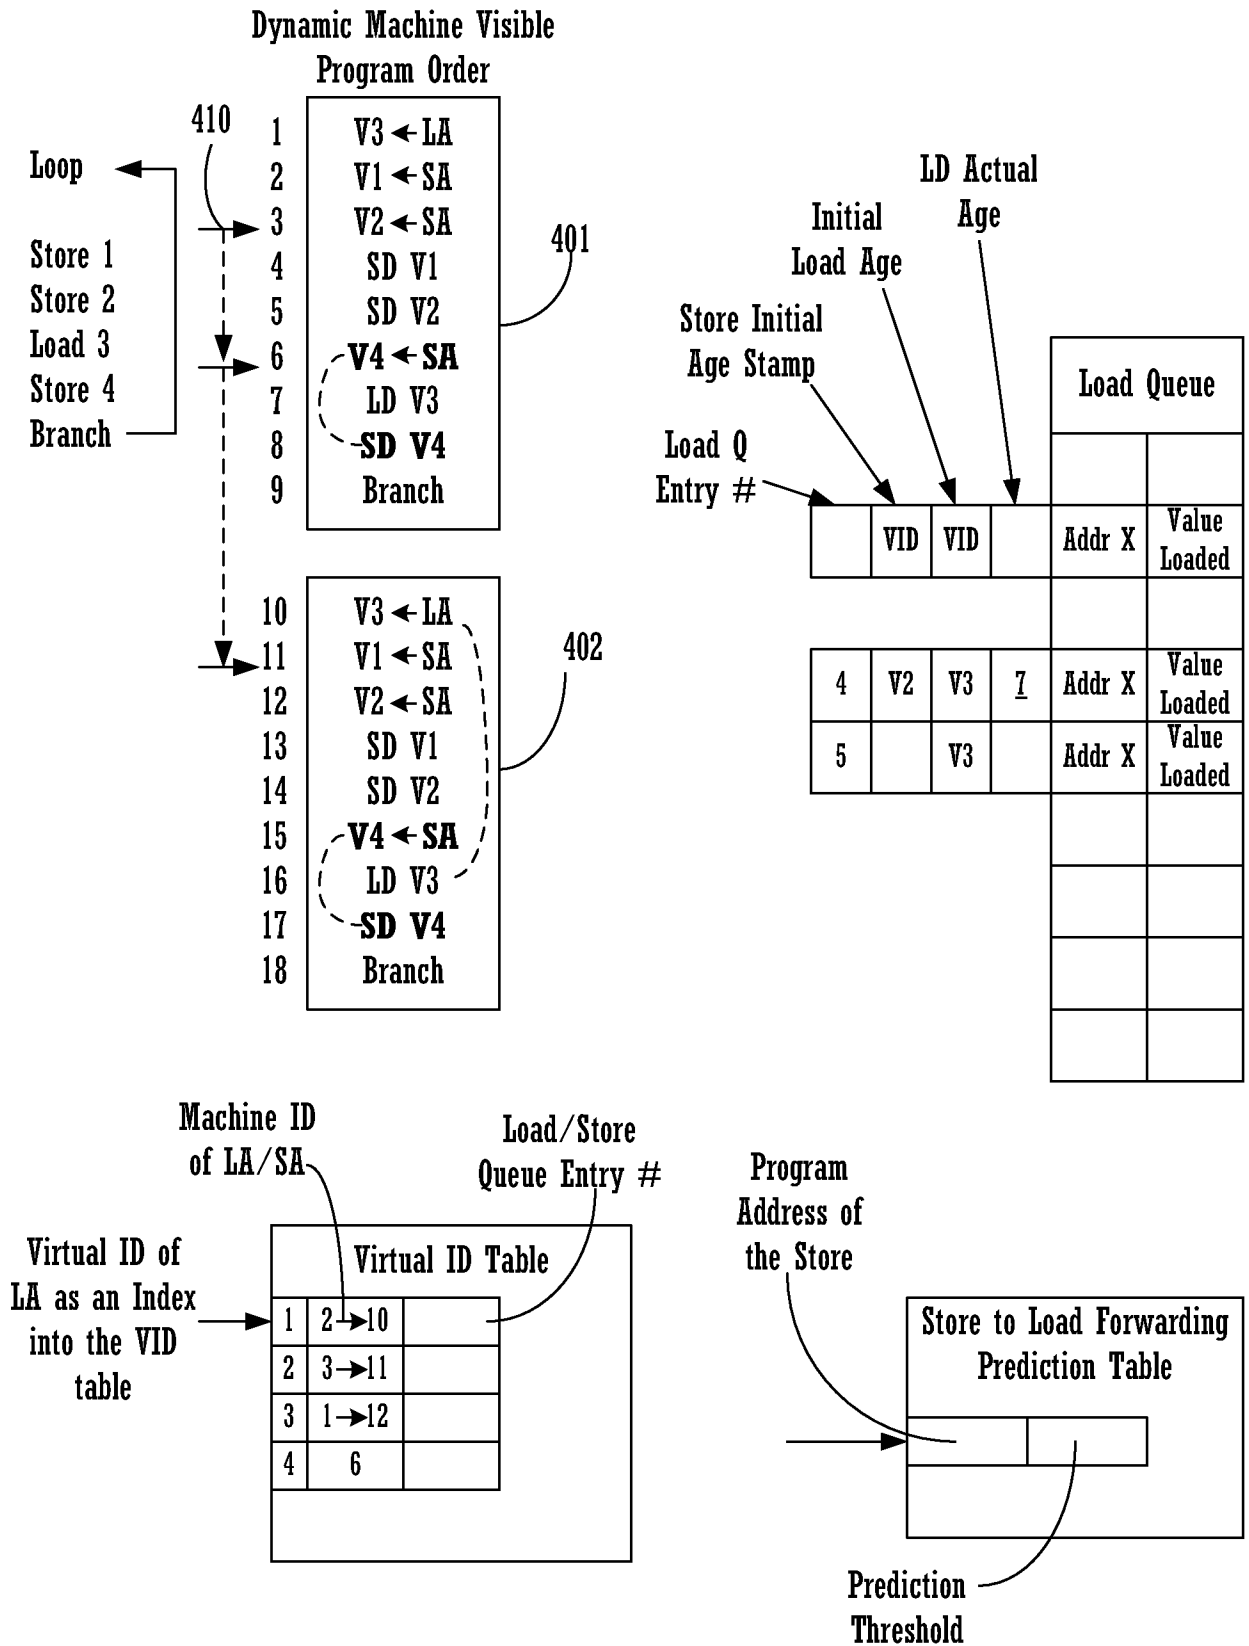 Dynamic Machine Visible
Program Order
410
Loop
Store 1
Store 2
Load 3
Store 4
Branch
1 V3 ← LA
2 V1 ← SA
3 V2 ← SA
4 SD V1
5 SD V2
6 V4 ← SA
7 LD V3
8 SD V4
9 Branch
401
10 V3 ← LA
11 V1 ← SA
12 V2 ← SA
13 SD V1
14 SD V2
15 V4 ← SA
16 LD V3
17 SD V4
18 Branch
402
LD Actual
Age
Initial
Load Age
Store Initial
Age Stamp
Load Q
Entry #
Load Queue
VID VID Addr X Value
Loaded
4 V2 V3 7 Addr X Value
Loaded
5 V3 Addr X Value
Loaded
Machine ID
of LA/SA
Load/Store
Queue Entry #
Virtual ID of
LA as an Index
into the VID
table
Virtual ID Table
1 2→10
2 3→11
3 1→12
4 6
Program
Address of
the Store
Store to Load Forwarding
Prediction Table
Prediction
Threshold